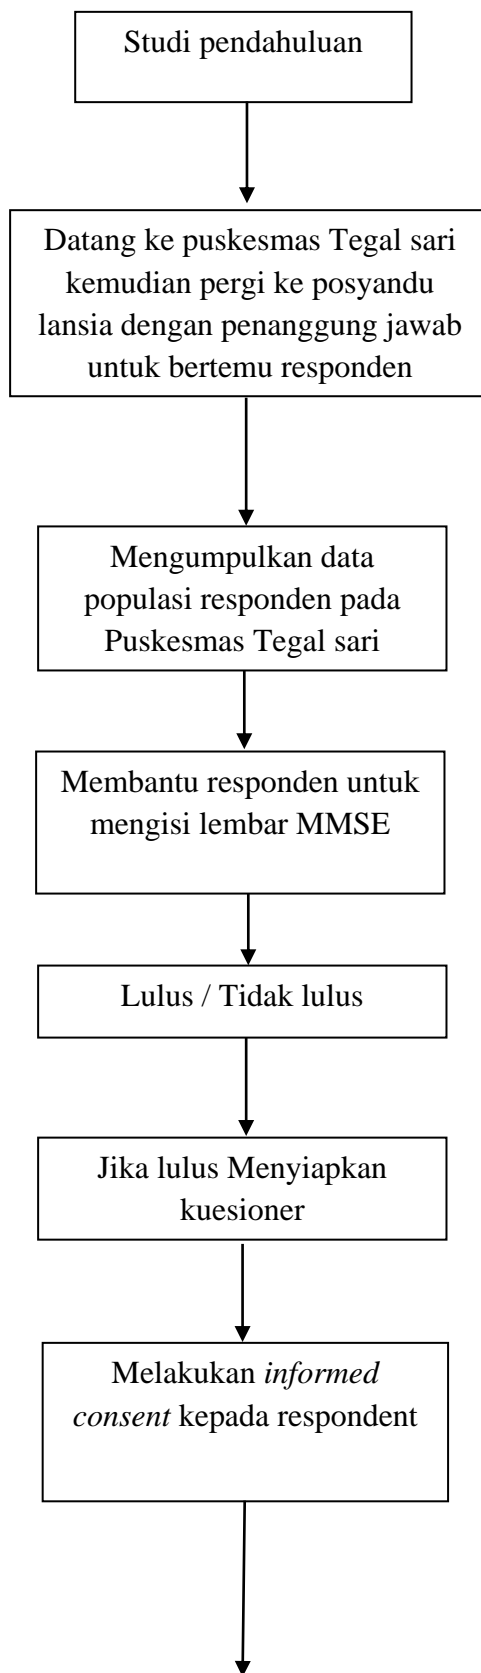 Studi pendahuluan
Datang ke puskesmas Tegal sari
kemudian pergi ke posyandu
lansia dengan penanggung jawab
untuk bertemu responden
Mengumpulkan data
populasi responden pada
Puskesmas Tegal sari
Membantu responden untuk
mengisi lembar MMSE
Lulus / Tidak lulus
Jika lulus Menyiapkan
kuesioner
Melakukan informed
consent kepada respondent